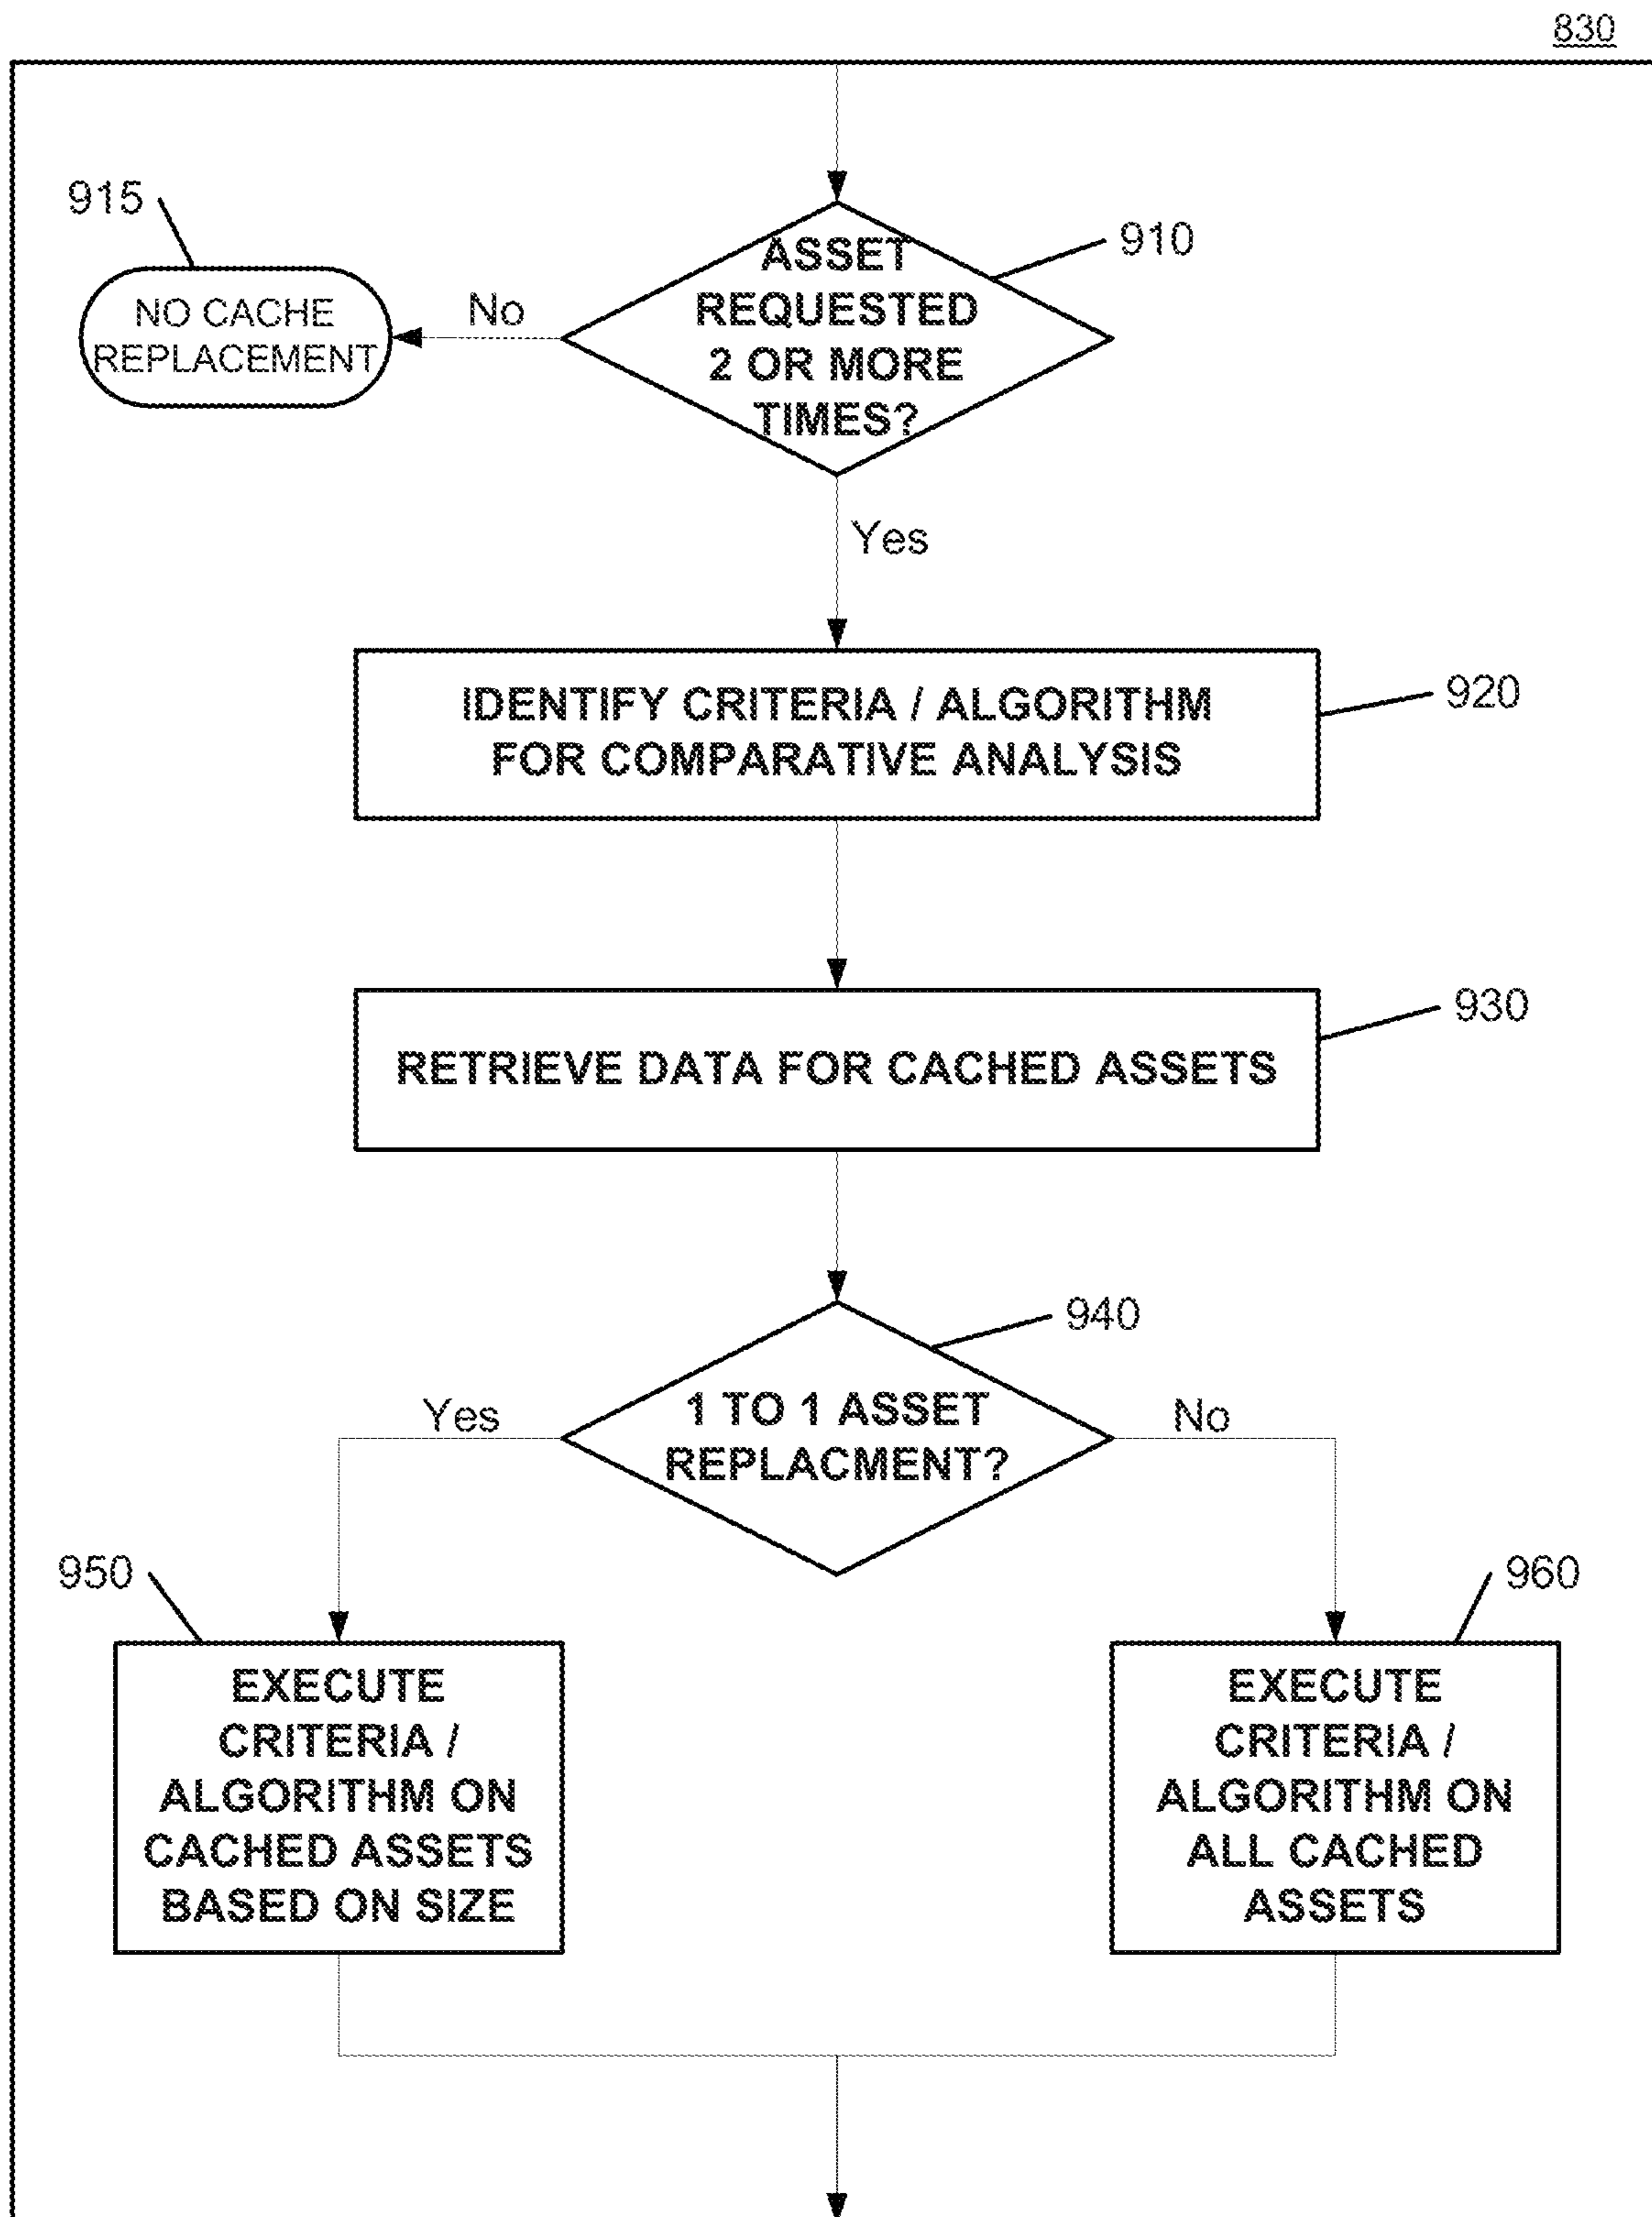 830
915
910
ASSET
REQUESTED
2 OR MORE
TIMES?
No
NO CACHE
REPLACEMENT
Yes
IDENTIFY CRITERIA / ALGORITHM
FOR COMPARATIVE ANALYSIS
920
RETRIEVE DATA FOR CACHED ASSETS
930
940
1 TO 1 ASSET
REPLACMENT?
Yes
No
950
960
EXECUTE
CRITERIA /
ALGORITHM ON
CACHED ASSETS
BASED ON SIZE
EXECUTE
CRITERIA /
ALGORITHM ON
ALL CACHED
ASSETS